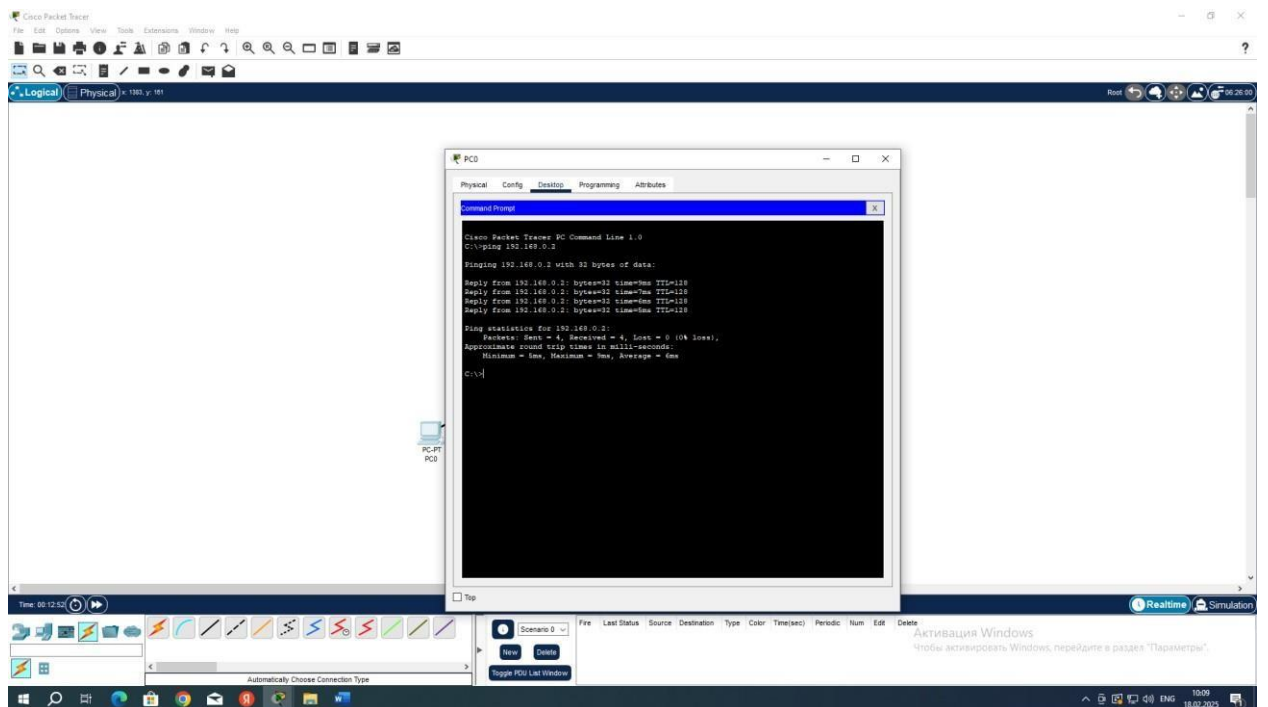 Cisco Packet Tracer
File Edit Options View Tools Extensions Window Help
?
Logical Physical x: 1383, y: 181
Root 06:26:00
PC0
Physical Config Desktop Programming Attributes
Command Prompt X
Cisco Packet Tracer PC Command Line 1.0
C:\>ping 192.168.0.2
Pinging 192.168.0.2 with 32 bytes of data:
Reply from 192.168.0.2: bytes=32 time=9ms TTL=128
Reply from 192.168.0.2: bytes=32 time=7ms TTL=128
Reply from 192.168.0.2: bytes=32 time=6ms TTL=128
Reply from 192.168.0.2: bytes=32 time=5ms TTL=128
Ping statistics for 192.168.0.2:
Packets: Sent = 4, Received = 4, Lost = 0 (0% loss),
Approximate round trip times in milli-seconds:
Minimum = 5ms, Maximum = 9ms, Average = 6ms
C:\>
PC-PT
PC0
Top
Time: 00:12:52
Realtime Simulation
Scenario 0
New Delete
Toggle PDU List Window
Fire Last Status Source Destination Type Color Time(sec) Periodic Num Edit Delete
Активация Windows
Чтобы активировать Windows, перейдите в раздел "Параметры".
Automatically Choose Connection Type
ENG 10:09
18.02.2025